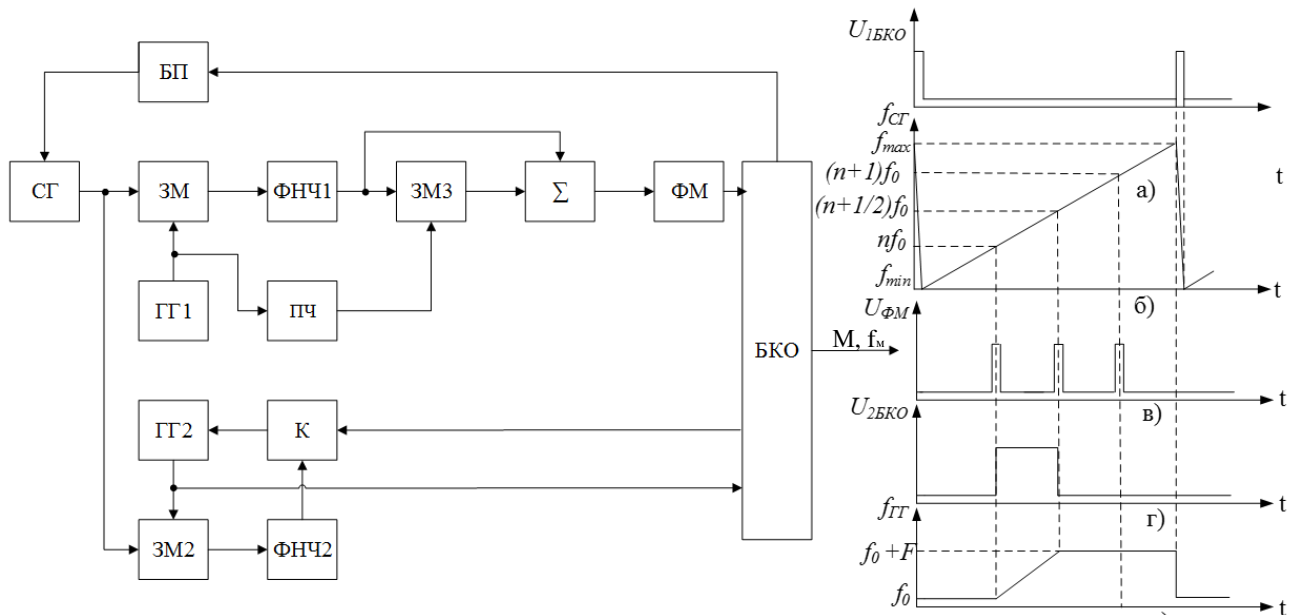 БП
СГ
ЗМ
ФНЧ1
ЗМ3
Σ
ФМ
ГГ1
ПЧ
БКО
М, fм
ГГ2
К
ЗМ2
ФНЧ2
U1БКО
t
fСГ
fmax
(n+1)f0
(n+1/2)f0
nf0
fmin
а)
t
t
б)
UФМ
t
в)
U2БКО
t
г)
fГГ
f0+F
f0
t